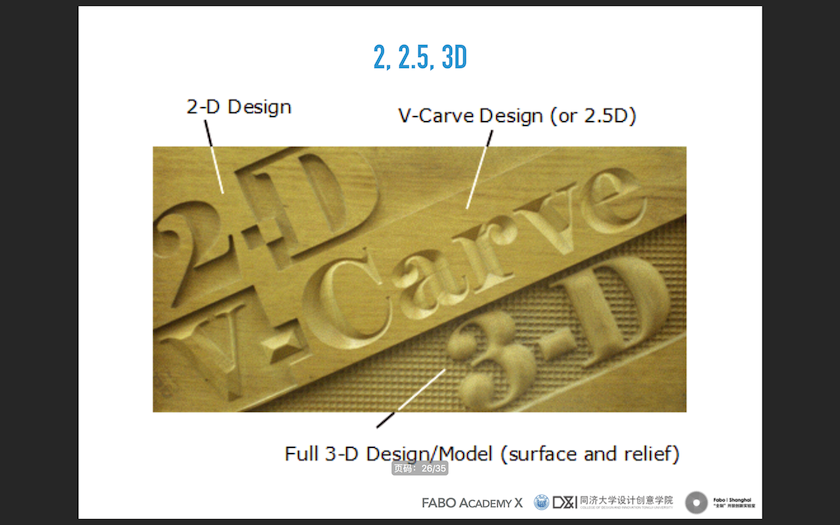 2, 2.5, 3D
2-D Design
V-Carve Design (or 2.5D)
2-D
V-Carve
3-D
Full 3-D Design/Model (surface and relief)
页码：26/35
FABO ACADEMY X
D&I 同济大学设计创意学院
Fabo | Shanghai